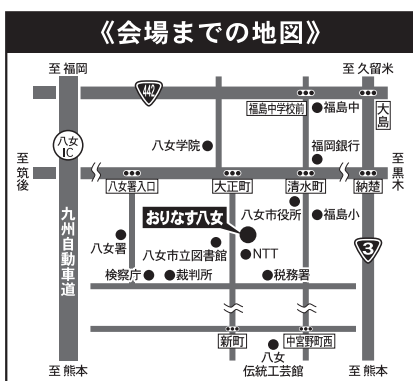 《会場までの地図》
至福岡
至久留米
442
福島中学校前
福島中
大島
八女IC
八女学院
福岡銀行
至筑後
至黒木
八女署入口
大正町
清水町
納楚
おりなす八女
八女市役所
福島小
九州自動車道
八女署
八女市立図書館
NTT
3
検察庁
裁判所
税務署
新町
中宮野町西
至熊本
八女
伝統工芸館
至熊本